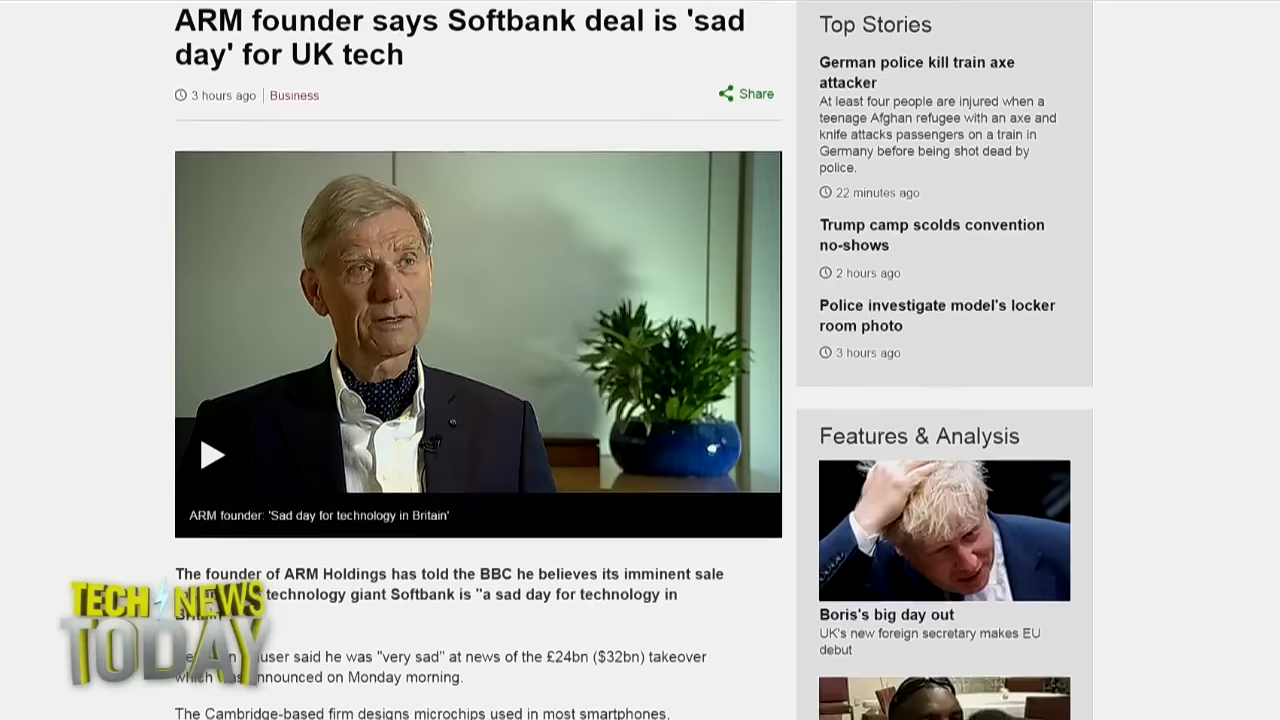 ARM founder says Softbank deal is 'sad
day' for UK tech
3 hours ago
Business
Share
ARM founder: 'Sad day for technology in Britain'
The founder of ARM Holdings has told the BBC he believes its imminent sale
technology giant Softbank is "a sad day for technology in
user said he was "very sad" at news of the £24bn ($32bn) takeover
nnounced on Monday morning.
The Cambridge-based firm designs microchips used in most smartphones,
TECH NEWS
TODAY
Top Stories
German police kill train axe
attacker
At least four people are injured when a
teenage Afghan refugee with an axe and
knife attacks passengers on a train in
Germany before being shot dead by
police.
22 minutes ago
Trump camp scolds convention
no-shows
2 hours ago
Police investigate model's locker
room photo
3 hours ago
Features & Analysis
Boris's big day out
UK's new foreign secretary makes EU
debut